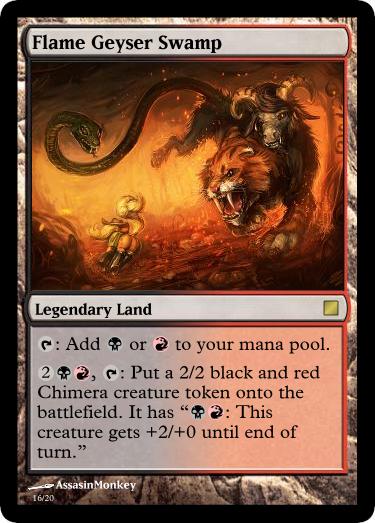 Flame Geyser Swamp
Legendary Land
: Add or to your mana pool.
2 , : Put a 2/2 black and red
Chimera creature token onto the
battlefield. It has “ : This
creature gets +2/+0 until end of
turn.”
AssasinMonkey
16/20